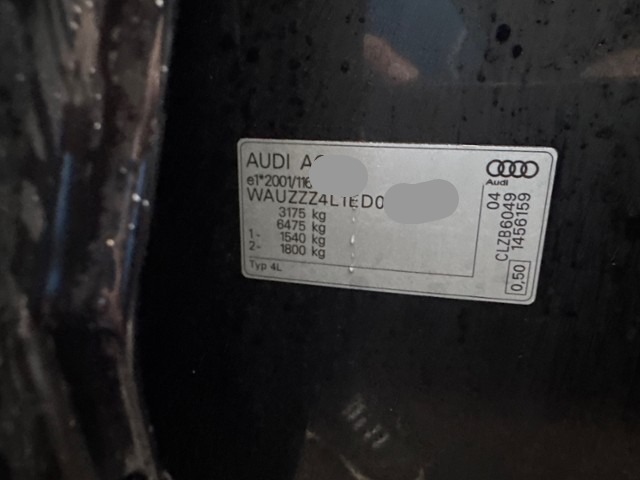 AUDI
e1*2001/116
WAUZZZ4L1ED0
3175 kg
6475 kg
1- 1540 kg
2- 1800 kg
Typ 4L
Audi
04
CLZB6049
1456159
0,50